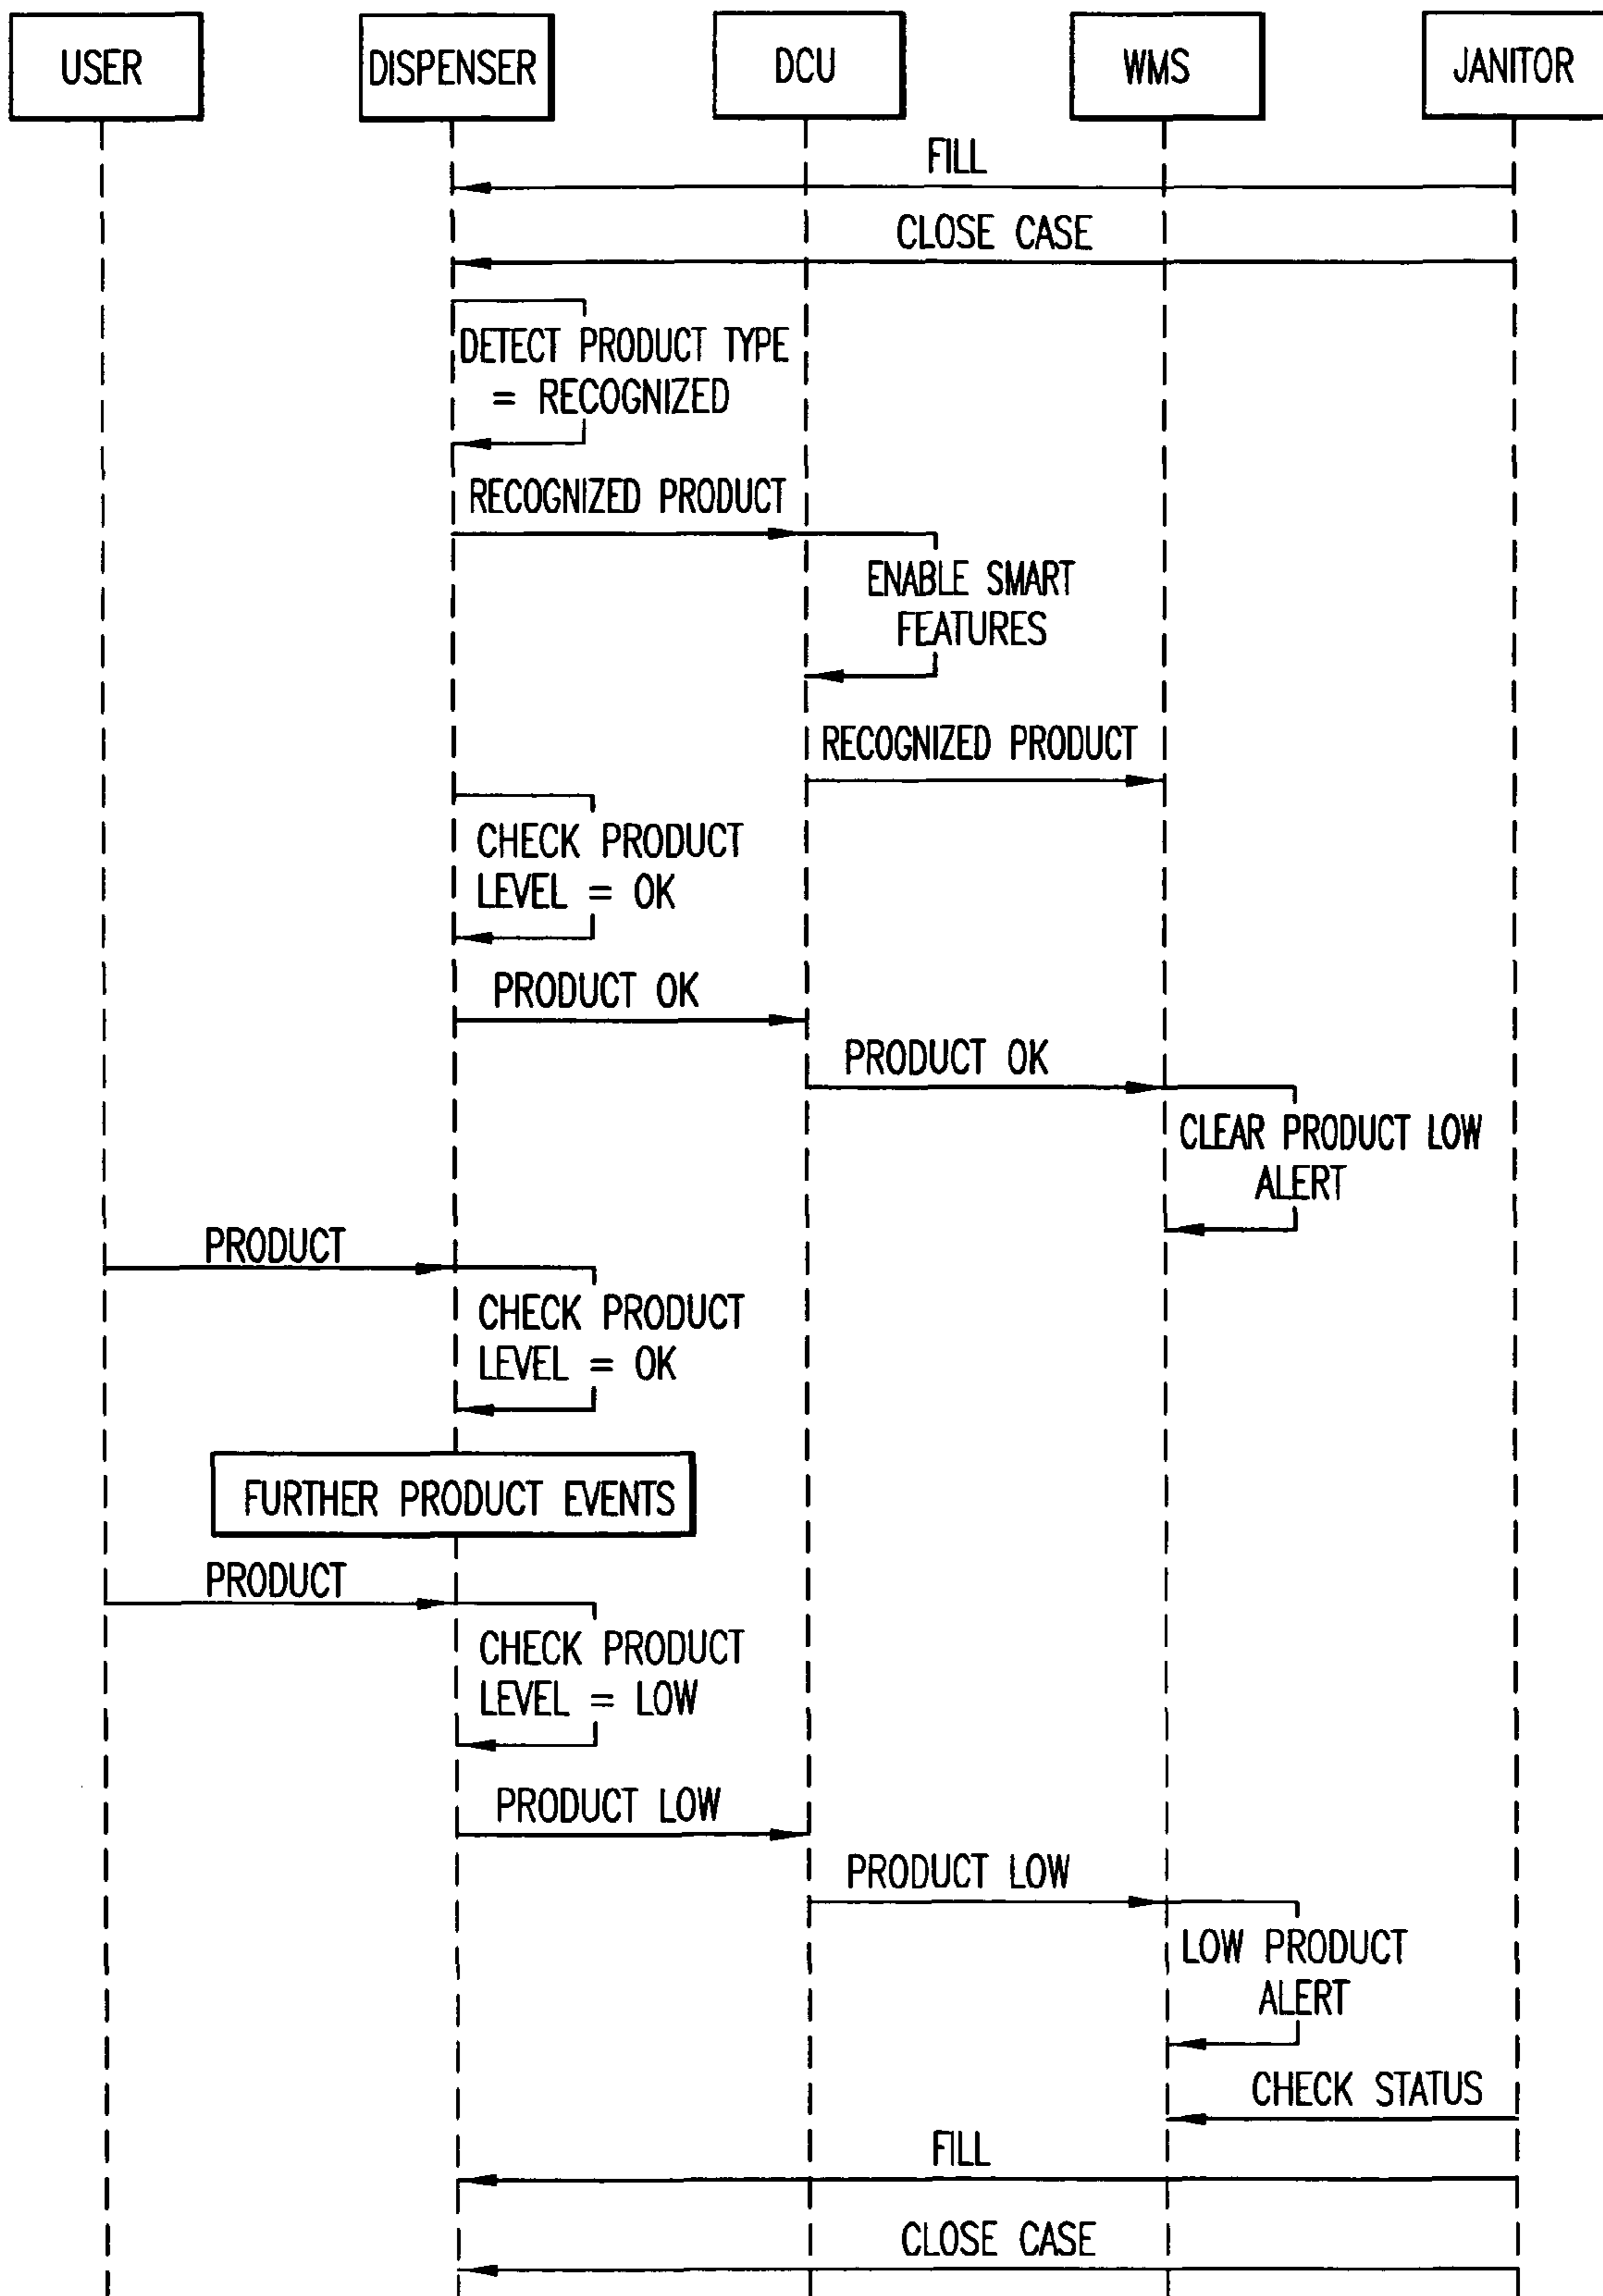 USER
DISPENSER
DCU
WMS
JANITOR
FILL
CLOSE CASE
DETECT PRODUCT TYPE
= RECOGNIZED
RECOGNIZED PRODUCT
ENABLE SMART
FEATURES
RECOGNIZED PRODUCT
CHECK PRODUCT
LEVEL = OK
PRODUCT OK
PRODUCT OK
CLEAR PRODUCT LOW
ALERT
PRODUCT
CHECK PRODUCT
LEVEL = OK
FURTHER PRODUCT EVENTS
PRODUCT
CHECK PRODUCT
LEVEL = LOW
PRODUCT LOW
PRODUCT LOW
LOW PRODUCT
ALERT
CHECK STATUS
FILL
CLOSE CASE